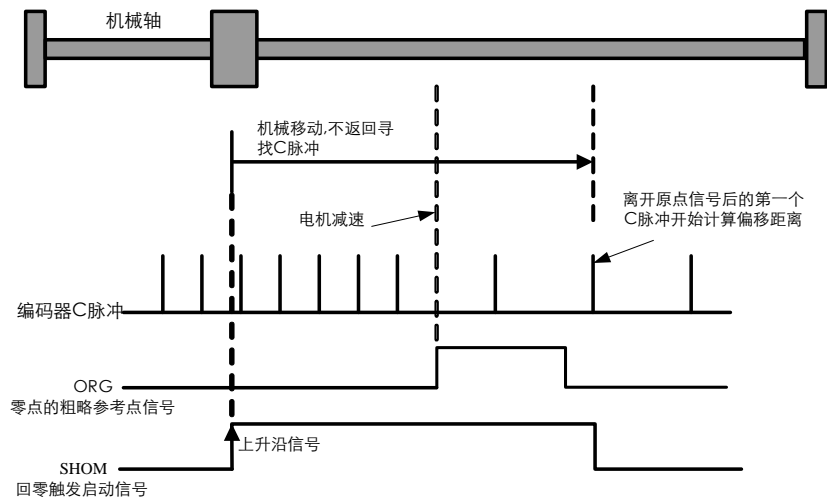 机械轴
机械移动,不返回寻
找C脉冲
离开原点信号后的第一个
C脉冲开始计算偏移距离
电机减速
编码器C脉冲
ORG
零点的粗略参考点信号
上升沿信号
SHOM
回零触发启动信号